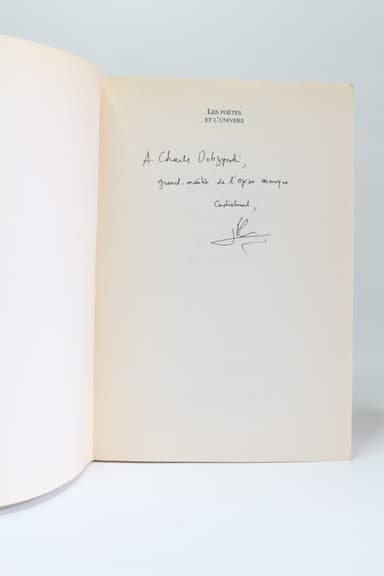 LES POÈTES
ET L'UNIVERS
A Charles Dobzynski,
grand-maître de l'opéra cosmique
Cordialement,